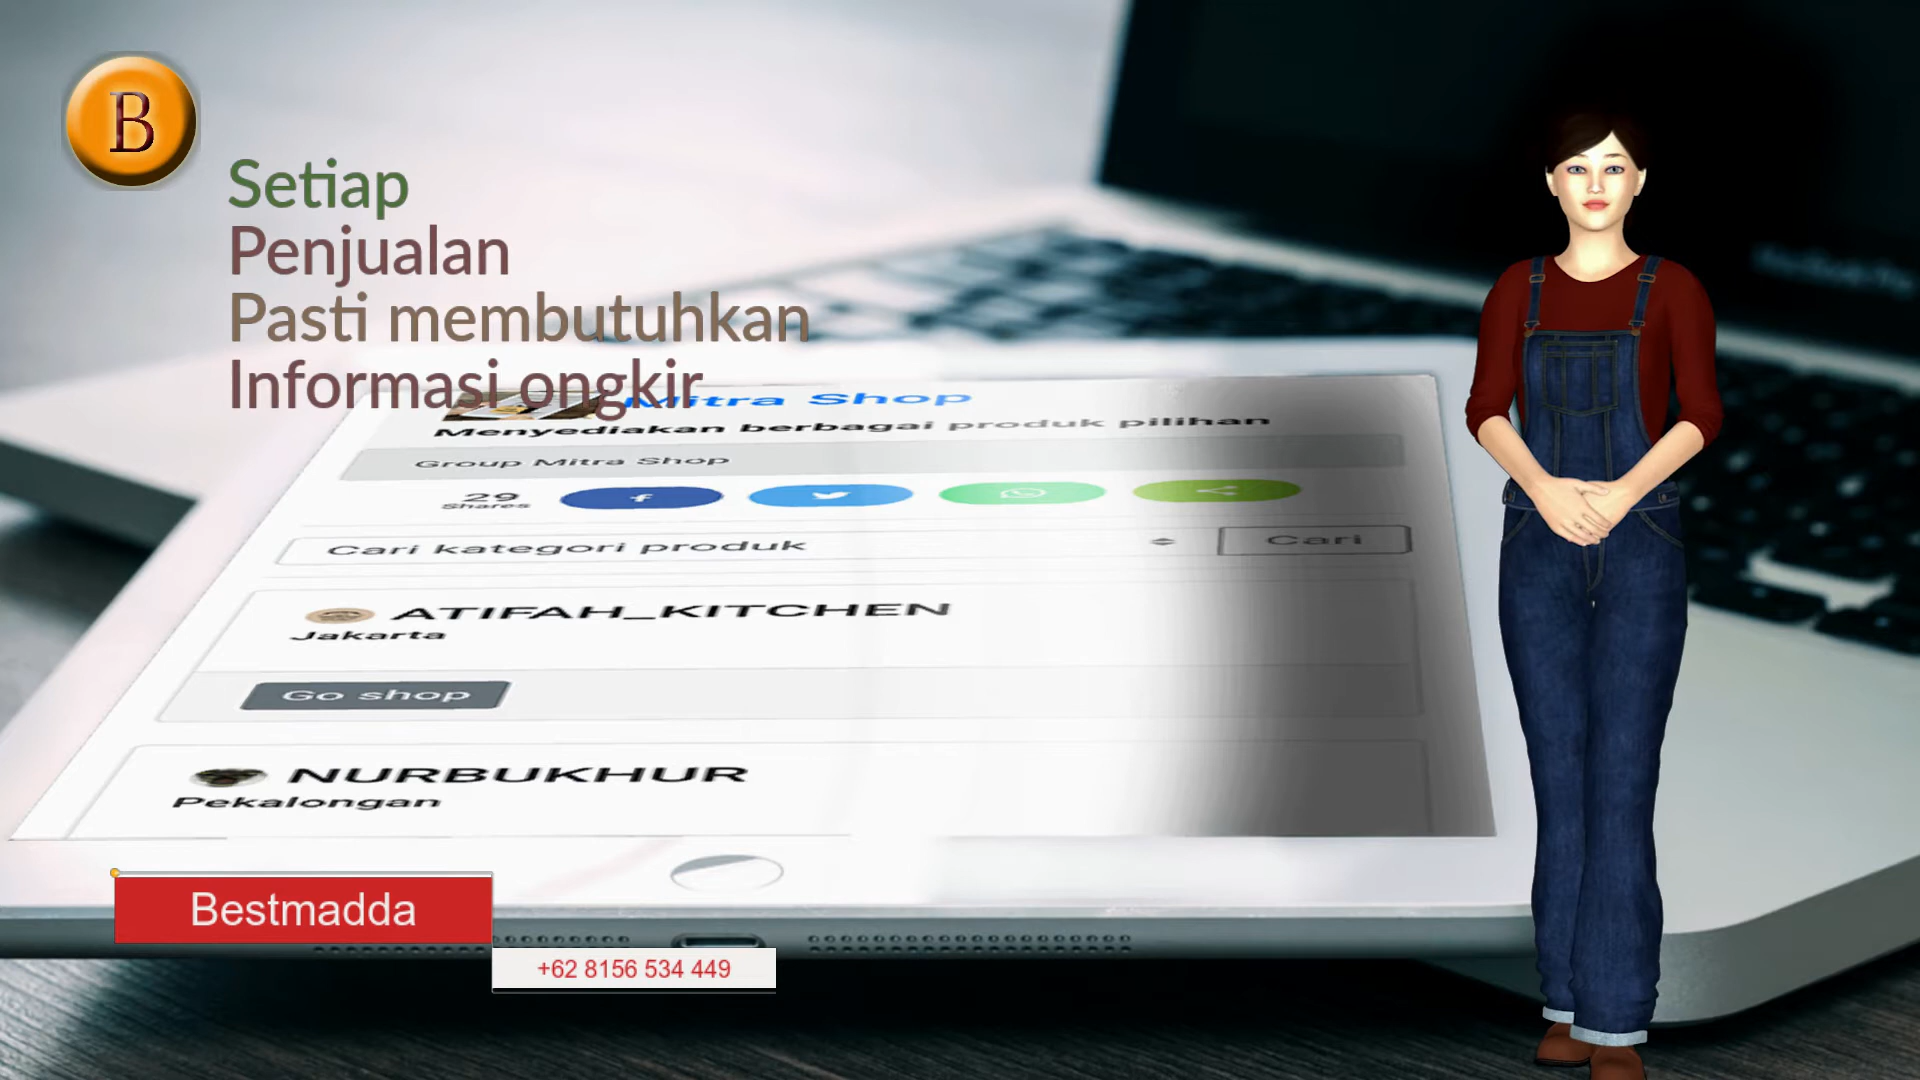 B
Setiap
Penjualan
Pasti membutuhkan
Informasi ongkir
Mitra Shop
Menyediakan berbagai produk pilihan
Group Mitra Shop
29
Shares
Cari kategori produk
Cari
ATIFAH_KITCHEN
Jakarta
Go shop
NURBUKHUR
Pekalongan
Bestmadda
+62 8156 534 449